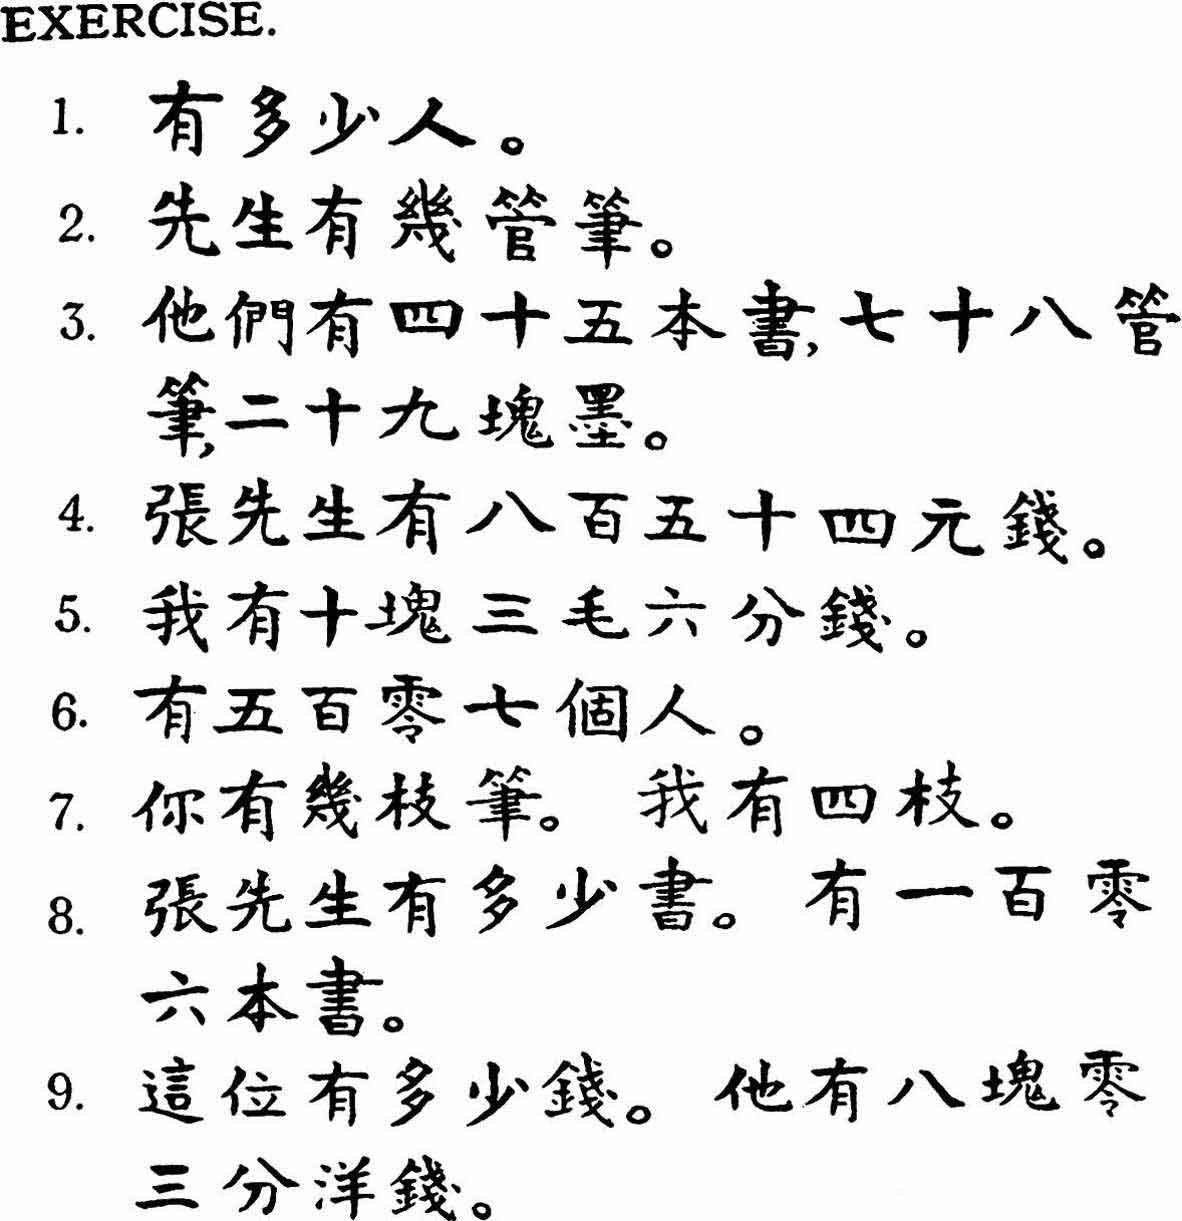 EXERCISE.
1. 有多少人。
2. 先生有幾管筆。
3. 他們有四十五本書,七十八管
筆,二十九塊墨。
4. 張先生有八百五十四元錢。
5. 我有十塊三毛六分錢。
6. 有五百零七個人。
7. 你有幾枝筆。 我有四枝。
8. 張先生有多少書。 有一百零
六本書。
9. 這位有多少錢。 他有八塊零
三分洋錢。